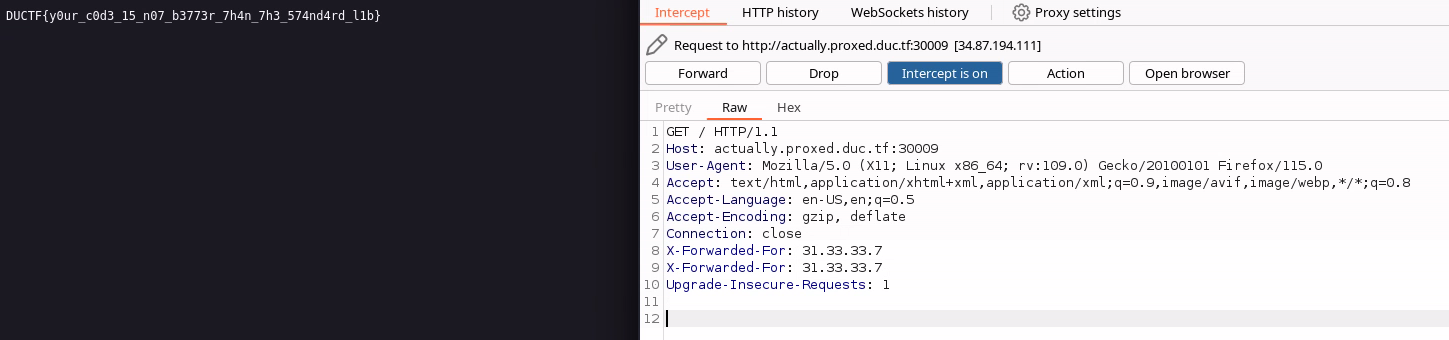 DUCTF{y0ur_c0d3_15_n07_b3773r_7h4n_7h3_574nd4rd_l1b}
Intercept HTTP history WebSockets history Proxy settings
Request to http://actually.proxed.duc.tf:30009 [34.87.194.111]
Forward Drop Intercept is on Action Open browser
Pretty Raw Hex
1 GET / HTTP/1.1
2 Host: actually.proxed.duc.tf:30009
3 User-Agent: Mozilla/5.0 (X11; Linux x86_64; rv:109.0) Gecko/20100101 Firefox/115.0
4 Accept: text/html,application/xhtml+xml,application/xml;q=0.9,image/avif,image/webp,*/*;q=0.8
5 Accept-Language: en-US,en;q=0.5
6 Accept-Encoding: gzip, deflate
7 Connection: close
8 X-Forwarded-For: 31.33.33.7
9 X-Forwarded-For: 31.33.33.7
10 Upgrade-Insecure-Requests: 1
11
12